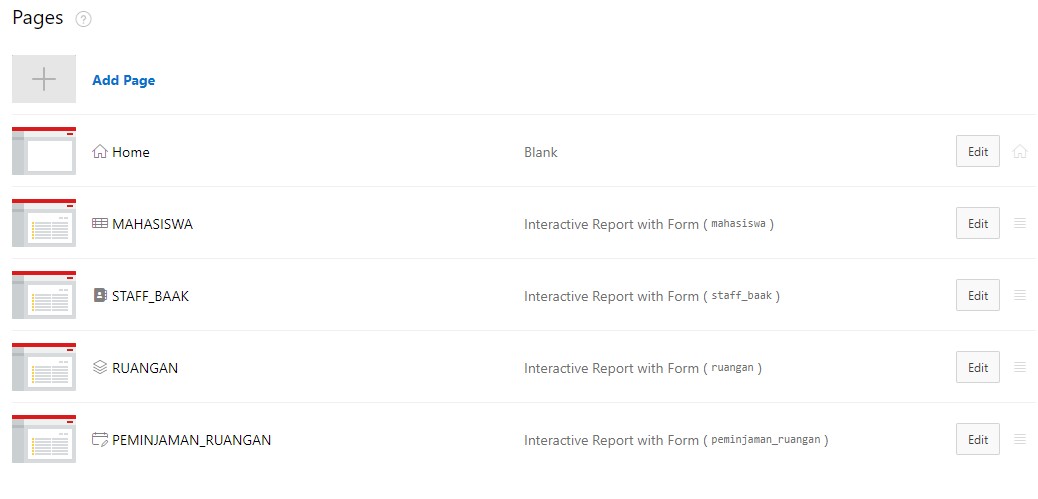 Pages ?
Add Page
Home Blank Edit
MAHASISWA Interactive Report with Form ( mahasiswa ) Edit
STAFF_BAAK Interactive Report with Form ( staff_baak ) Edit
RUANGAN Interactive Report with Form ( ruangan ) Edit
PEMINJAMAN_RUANGAN Interactive Report with Form ( peminjaman_ruangan ) Edit